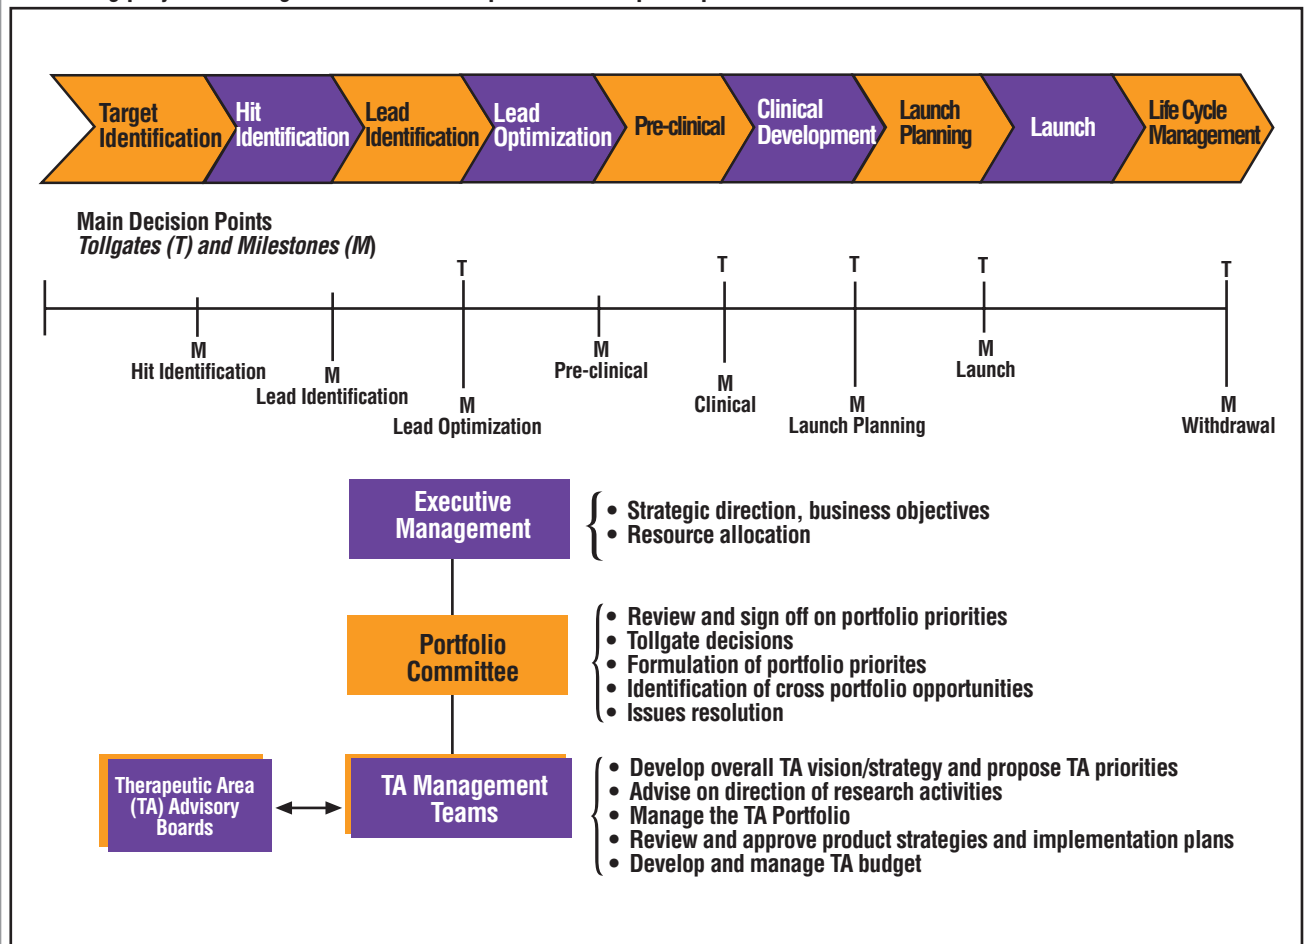 Target
Identification
Hit
Identification
Lead
Identification
Lead
Optimization
Pre-clinical
Clinical
Development
Launch
Planning
Launch
Life Cycle
Management
Main Decision Points
Tollgates (T) and Milestones (M)
T
T
T
T
T
M
Hit Identification
M
Lead Identification
M
Lead Optimization
M
Pre-clinical
M
Clinical
M
Launch Planning
M
Launch
M
Withdrawal
Executive
Management
• Strategic direction, business objectives
• Resource allocation
Portfolio
Committee
• Review and sign off on portfolio priorities
• Tollgate decisions
• Formulation of portfolio priorites
• Identification of cross portfolio opportunities
• Issues resolution
Therapeutic Area
(TA) Advisory
Boards
TA Management
Teams
• Develop overall TA vision/strategy and propose TA priorities
• Advise on direction of research activities
• Manage the TA Portfolio
• Review and approve product strategies and implementation plans
• Develop and manage TA budget